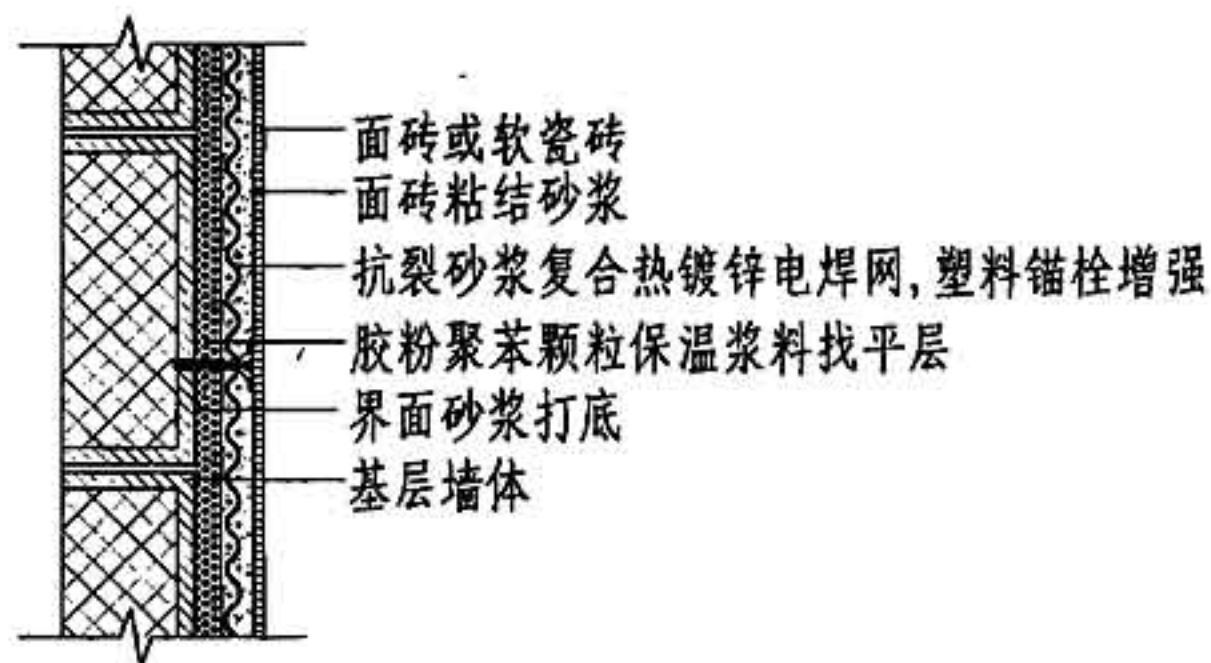 面砖或软瓷砖
面砖粘结砂浆
抗裂砂浆复合热镀锌电焊网,塑料锚栓增强
胶粉聚苯颗粒保温浆料找平层
界面砂浆打底
基层墙体